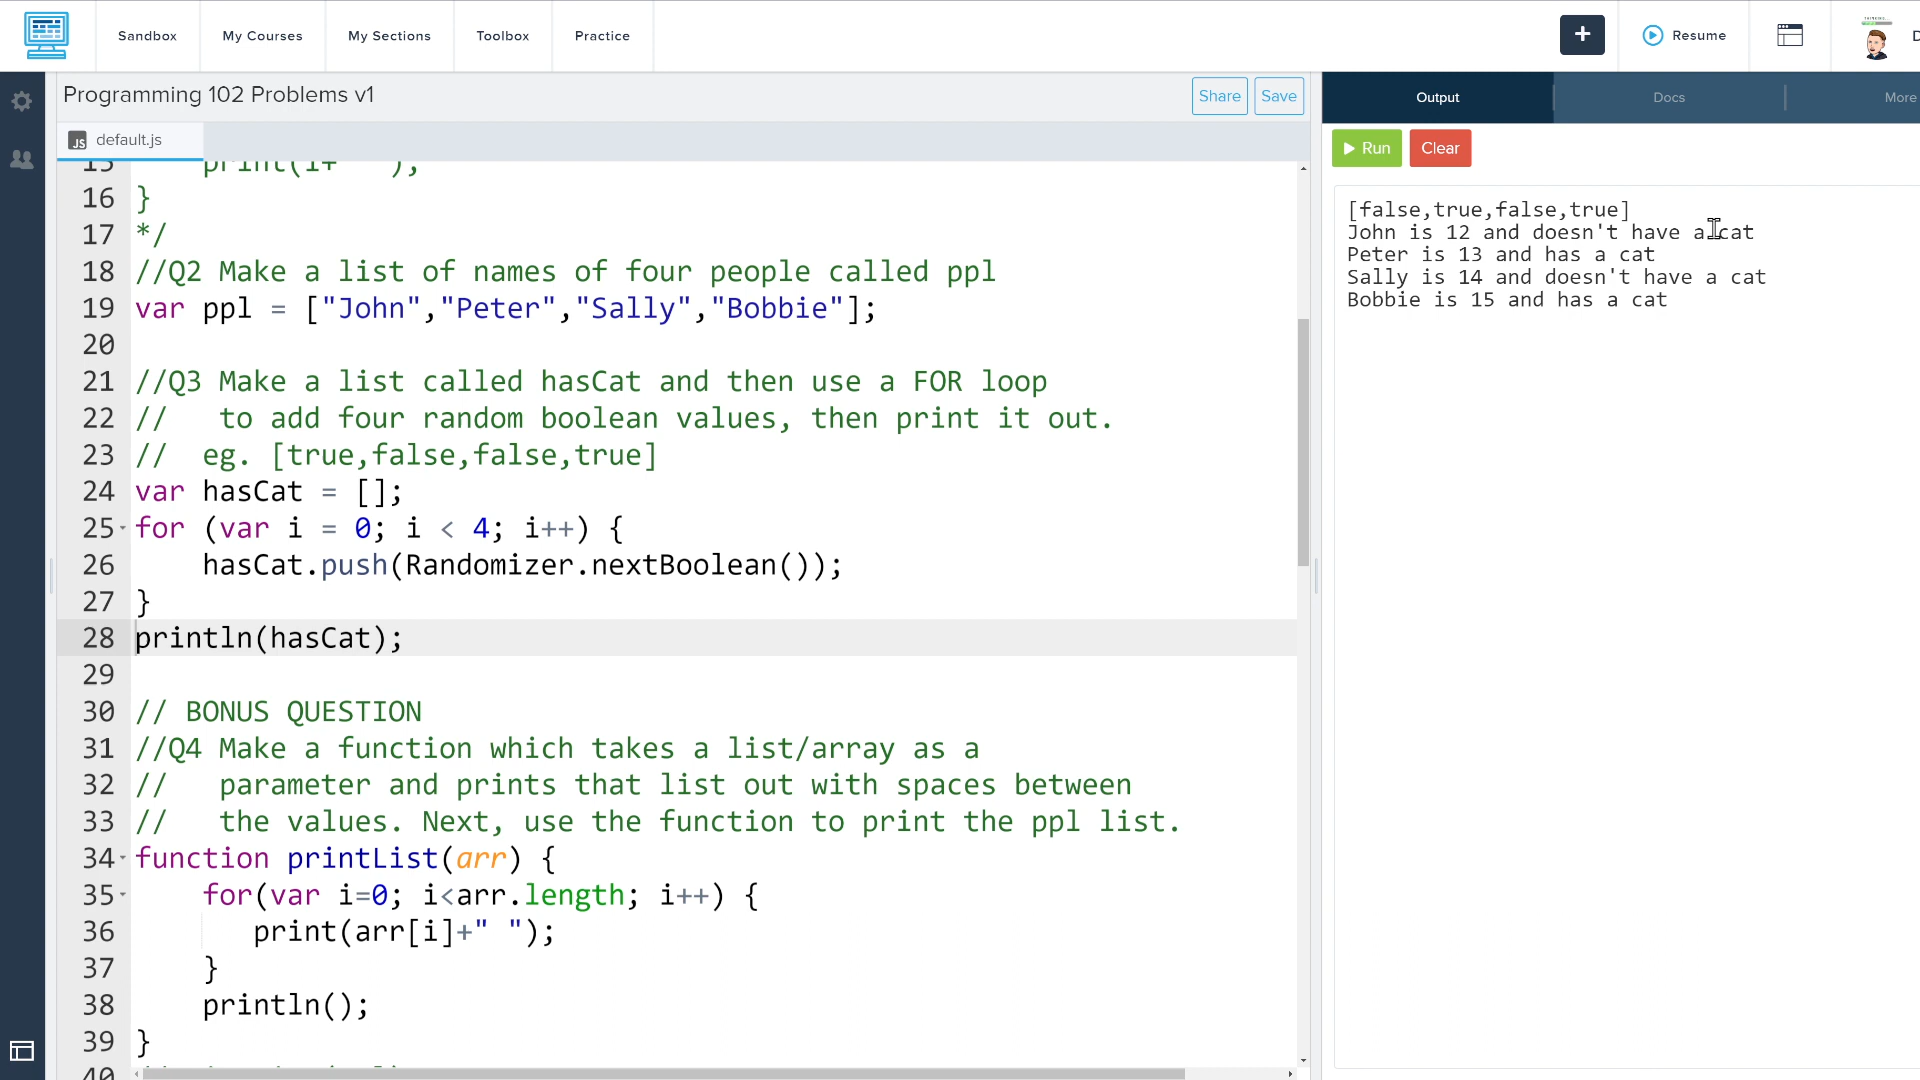 Sandbox
My Courses
My Sections
Toolbox
Practice
+
Resume
Programming 102 Problems v1
Share
Save
JS default.js
Output
Docs
More
Run
Clear
15 print(i+" ");
16 }
17 */
18 //Q2 Make a list of names of four people called ppl
19 var ppl = ["John","Peter","Sally","Bobbie"];
20
21 //Q3 Make a list called hasCat and then use a FOR loop
22 // to add four random boolean values, then print it out.
23 // eg. [true,false,false,true]
24 var hasCat = [];
25 for (var i = 0; i < 4; i++) {
26 hasCat.push(Randomizer.nextBoolean());
27 }
28 println(hasCat);
29
30 // BONUS QUESTION
31 //Q4 Make a function which takes a list/array as a
32 // parameter and prints that list out with spaces between
33 // the values. Next, use the function to print the ppl list.
34 function printList(arr) {
35 for(var i=0; i<arr.length; i++) {
36 print(arr[i]+" ");
37 }
38 println();
39 }
40
[false,true,false,true]
John is 12 and doesn't have a cat
Peter is 13 and has a cat
Sally is 14 and doesn't have a cat
Bobbie is 15 and has a cat